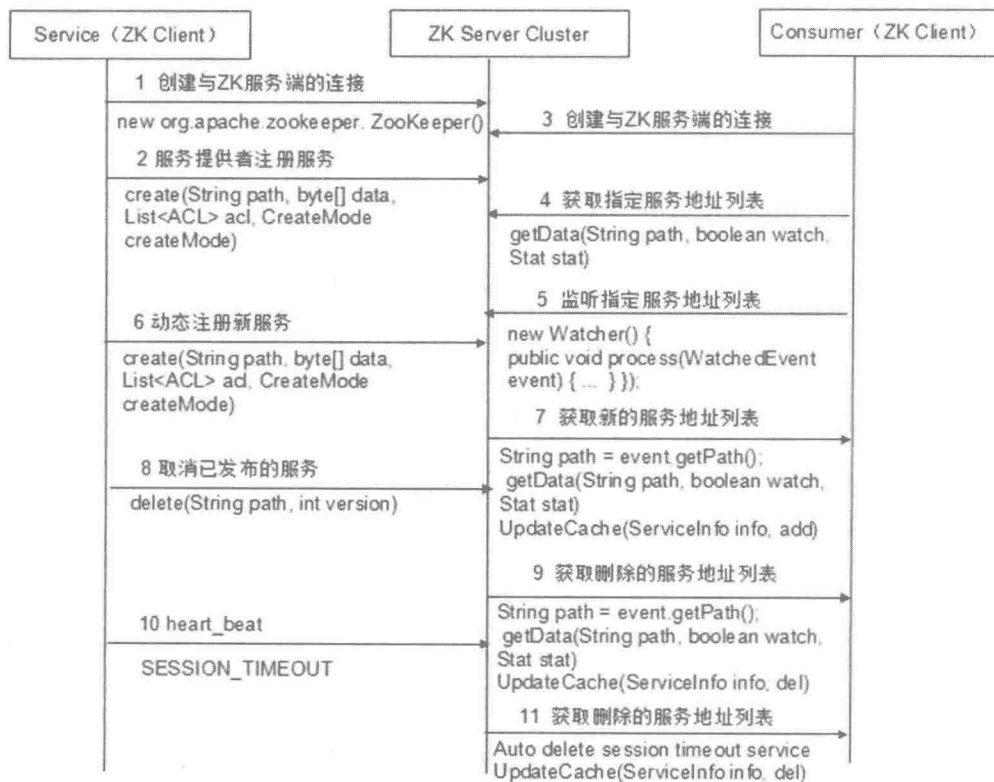 Service（ZK Client）
ZK Server Cluster
Consumer（ZK Client）
1 创建与ZK服务端的连接
new org.apache.zookeeper. ZooKeeper()
3 创建与ZK服务端的连接
2 服务提供者注册服务
create(String path, byte[] data,
List<ACL> acl, CreateMode
createMode)
4 获取指定服务地址列表
getData(String path, boolean watch,
Stat stat)
5 监听指定服务地址列表
6 动态注册新服务
new Watcher() {
public void process(WatchedEvent
event) { ... } });
create(String path, byte[] data,
List<ACL> acl, CreateMode
createMode)
7 获取新的服务地址列表
String path = event.getPath();
getData(String path, boolean watch,
Stat stat)
UpdateCache(ServiceInfo info, add)
8 取消已发布的服务
delete(String path, int version)
9 获取删除的服务地址列表
String path = event.getPath();
getData(String path, boolean watch,
Stat stat)
UpdateCache(ServiceInfo info, del)
10 heart_beat
SESSION_TIMEOUT
11 获取删除的服务地址列表
Auto delete session timeout service
UpdateCache(ServiceInfo info, del)